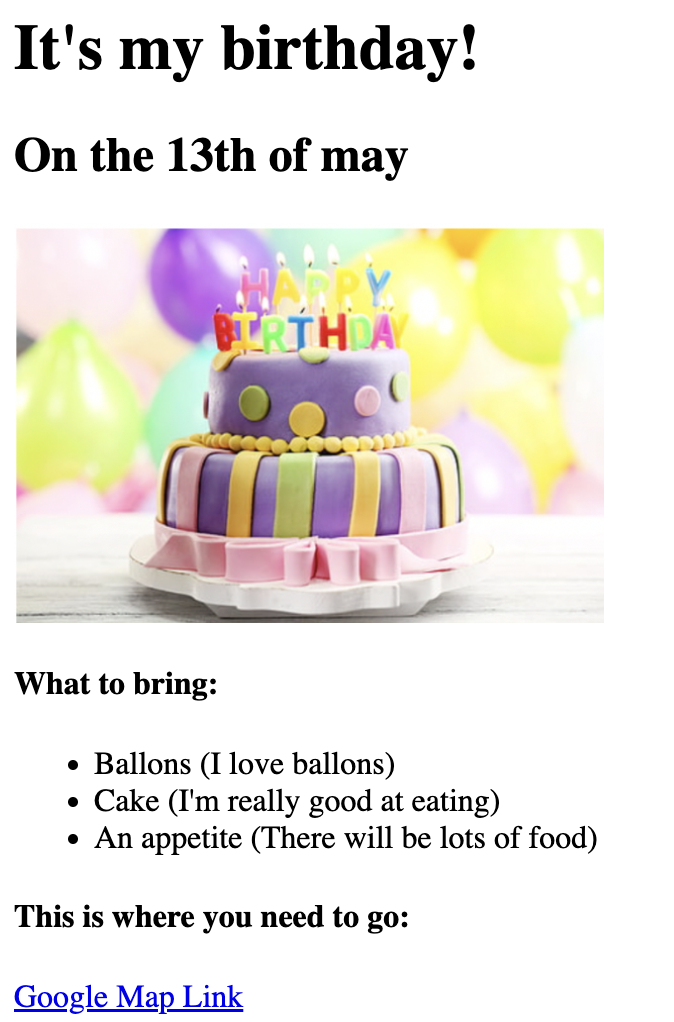 It's my birthday!
On the 13th of may
HAPPY
BIRTHDAY
What to bring:
Ballons (I love ballons)
Cake (I'm really good at eating)
An appetite (There will be lots of food)
This is where you need to go:
Google Map Link